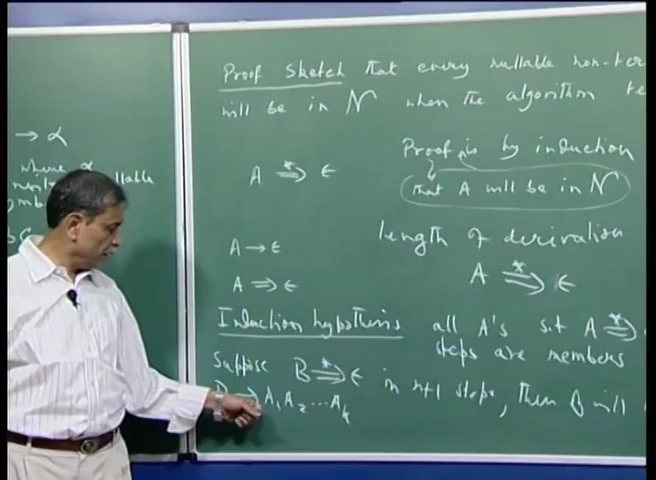 → α
where α
llable
Proof sketch that every nullable non-ter
will be in N when the algorithm te
Proof is by induction
A *⇒ ε
that A will be in N
length of derivation
A → ε
A *⇒ ε
A ⇒ ε
Induction hypothesis all A's s.t A *⇒
steps are members
Suppose B *⇒ ε in n+1 steps, Then B will
→ A₁ A₂ ... Aₖ